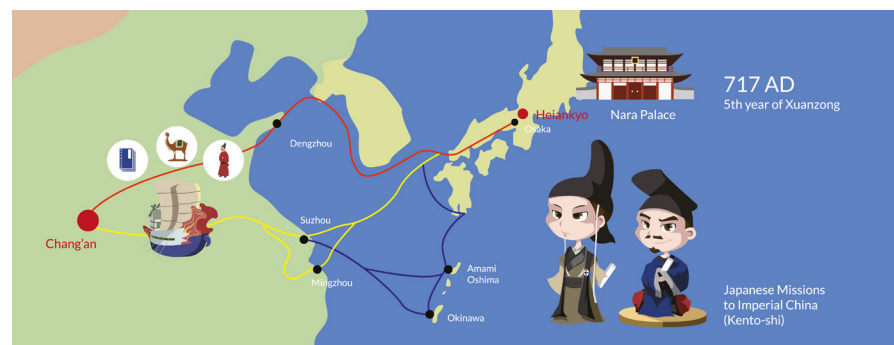 717 AD
5th year of Xuanzong
Nara Palace
Heiankyo
Osaka
Dengzhou
Chang'an
Suzhou
Mingzhou
Amami
Oshima
Okinawa
Japanese Missions
to Imperial China
(Kento-shi)